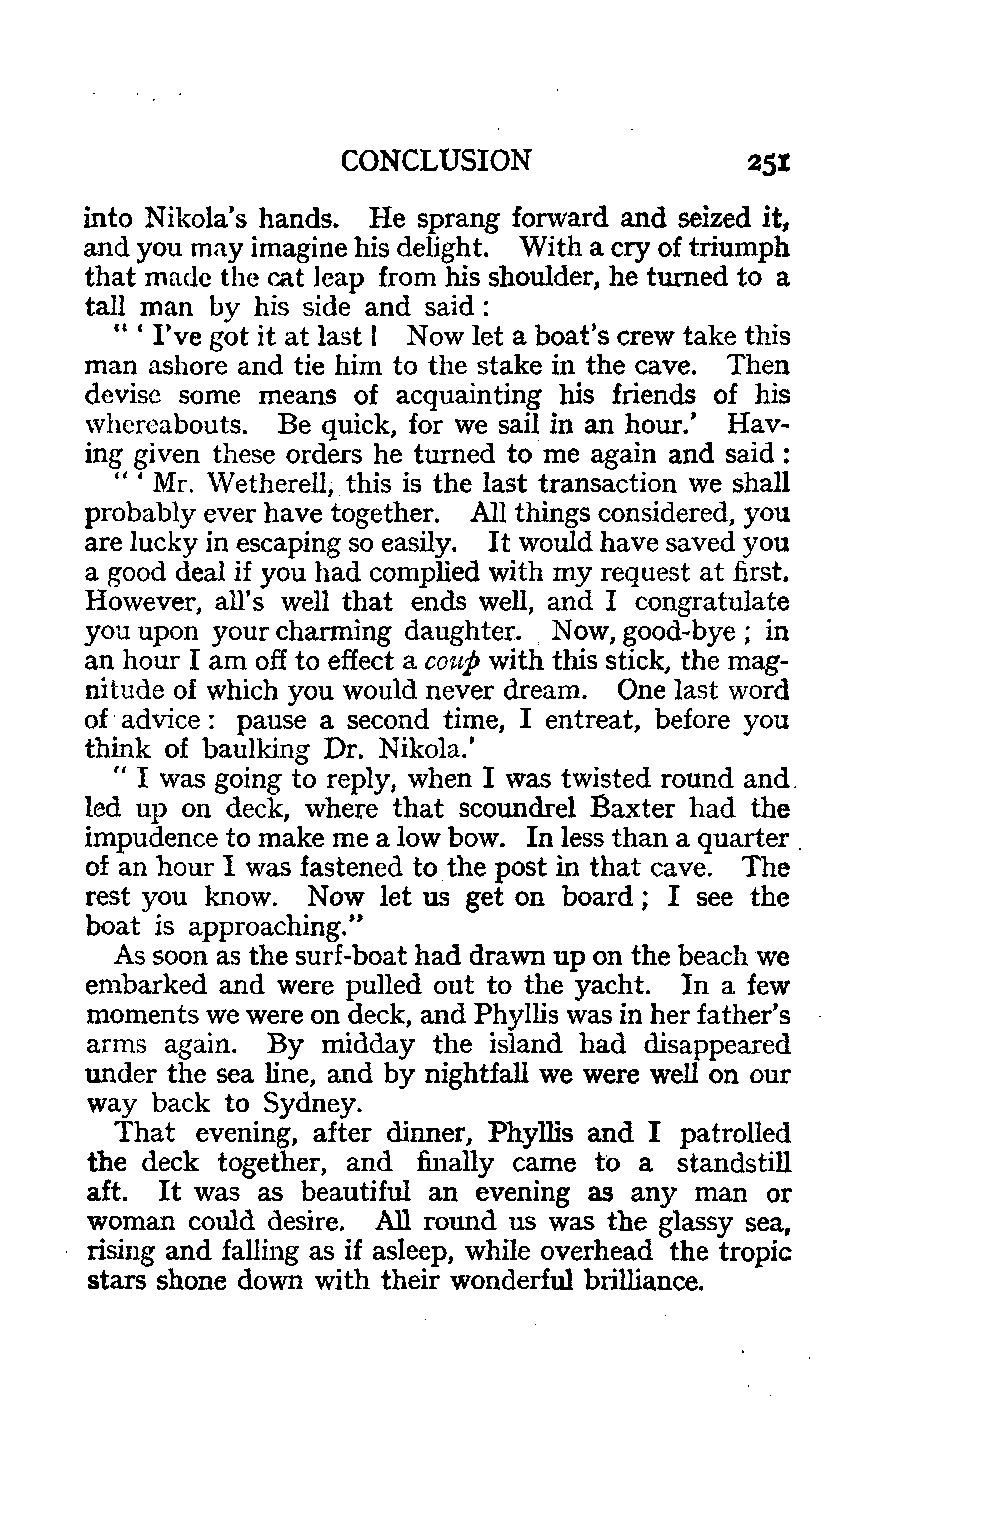 CONCLUSION 251
into Nikola's hands. He sprang forward and seized it,
and you may imagine his delight. With a cry of triumph
that made the cat leap from his shoulder, he turned to a
tall man by his side and said :
" ' I've got it at last ! Now let a boat's crew take this
man ashore and tie him to the stake in the cave. Then
devise some means of acquainting his friends of his
whereabouts. Be quick, for we sail in an hour.' Hav-
ing given these orders he turned to me again and said :
" ' Mr. Wetherell, this is the last transaction we shall
probably ever have together. All things considered, you
are lucky in escaping so easily. It would have saved you
a good deal if you had complied with my request at first.
However, all's well that ends well, and I congratulate
you upon your charming daughter. Now, good-bye ; in
an hour I am off to effect a coup with this stick, the mag-
nitude of which you would never dream. One last word
of advice : pause a second time, I entreat, before you
think of baulking Dr. Nikola.'
" I was going to reply, when I was twisted round and
led up on deck, where that scoundrel Baxter had the
impudence to make me a low bow. In less than a quarter
of an hour I was fastened to the post in that cave. The
rest you know. Now let us get on board ; I see the
boat is approaching."
As soon as the surf-boat had drawn up on the beach we
embarked and were pulled out to the yacht. In a few
moments we were on deck, and Phyllis was in her father's
arms again. By midday the island had disappeared
under the sea line, and by nightfall we were well on our
way back to Sydney.
That evening, after dinner, Phyllis and I patrolled
the deck together, and finally came to a standstill
aft. It was as beautiful an evening as any man or
woman could desire. All round us was the glassy sea,
rising and falling as if asleep, while overhead the tropic
stars shone down with their wonderful brilliance.